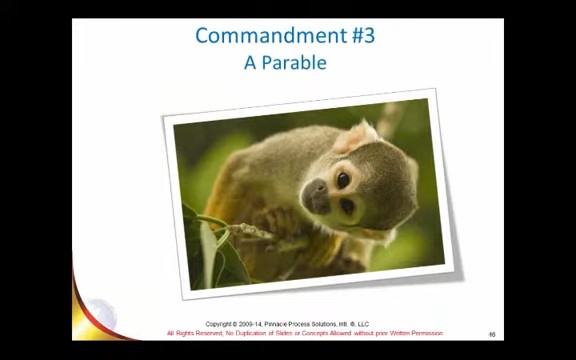 Commandment #3
A Parable
Copyright © 2009-14, Pinnacle Process Solutions, Intl. ®, LLC
All Rights Reserved, No Duplication of Slides or Concepts Allowed without prior Written Permission.
46